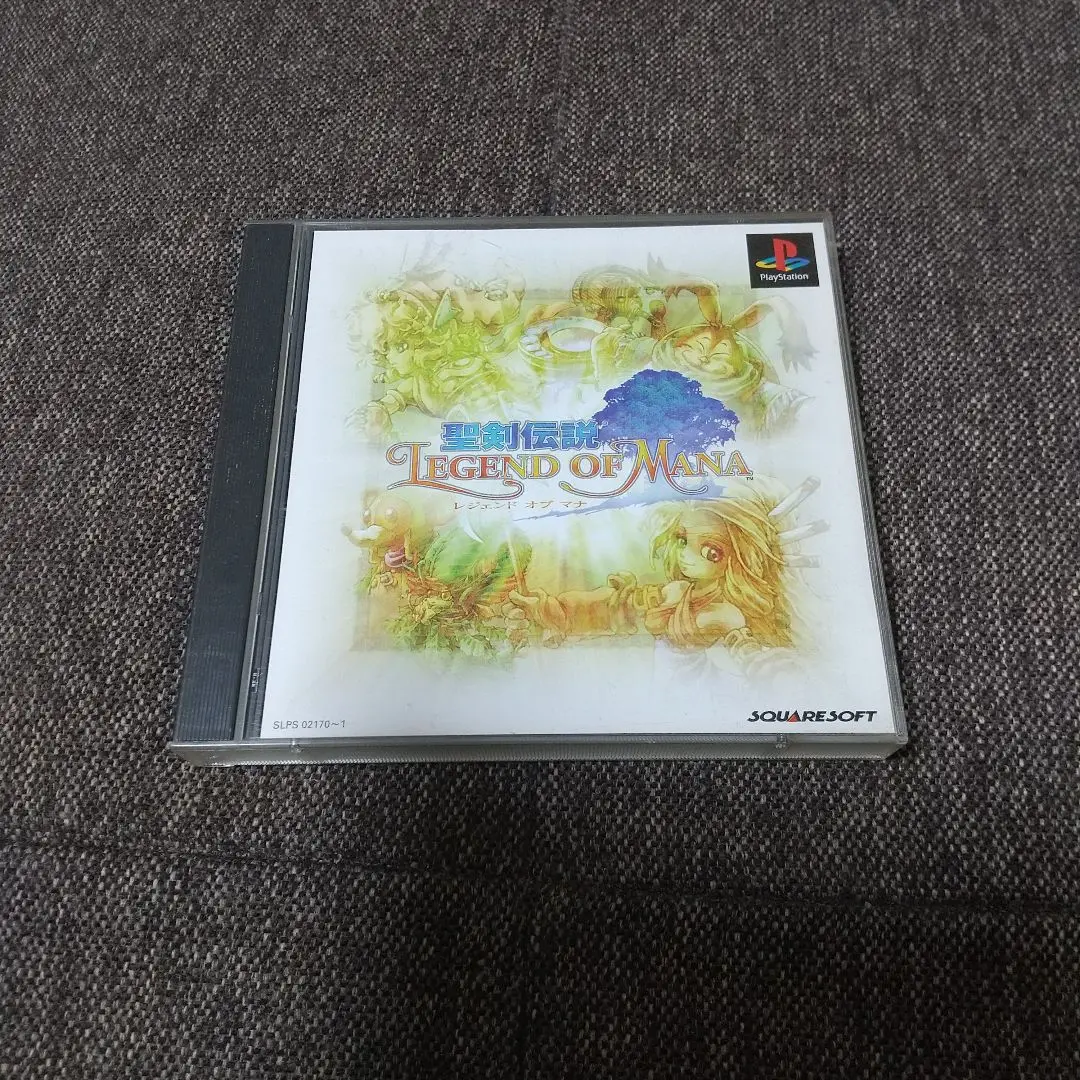 PlayStation
聖剣伝説
LEGEND OF MANA
TM
レジェンド オブ マナ
SLPS 02170~1
SQUARESOFT